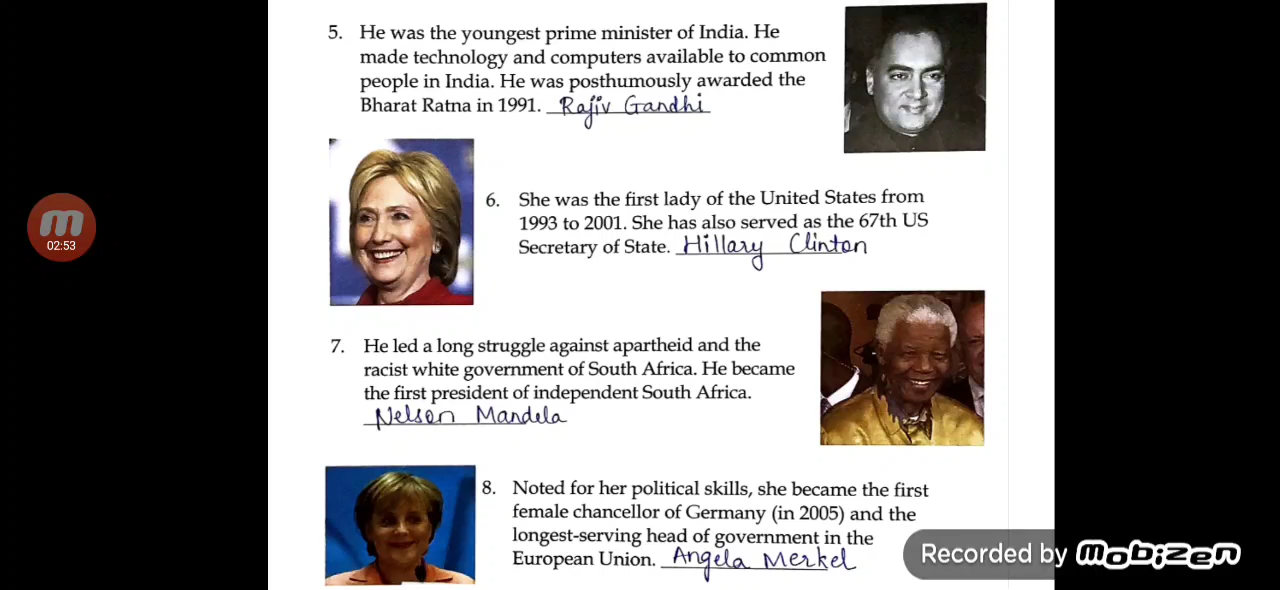 5. He was the youngest prime minister of India. He
made technology and computers available to common
people in India. He was posthumously awarded the
Bharat Ratna in 1991. Rajiv Gandhi
6. She was the first lady of the United States from
1993 to 2001. She has also served as the 67th US
Secretary of State. Hillary Clinton
02:53
7. He led a long struggle against apartheid and the
racist white government of South Africa. He became
the first president of independent South Africa.
Nelson Mandela
8. Noted for her political skills, she became the first
female chancellor of Germany (in 2005) and the
longest-serving head of government in the
European Union. Angela Merkel
Recorded by mobizen